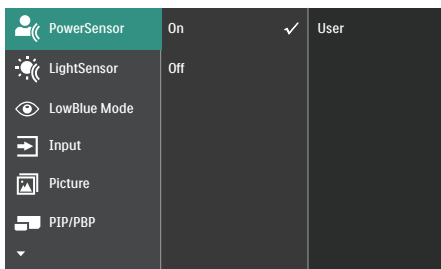 PowerSensor On User
LightSensor Off
LowBlue Mode
Input
Picture
PIP/PBP